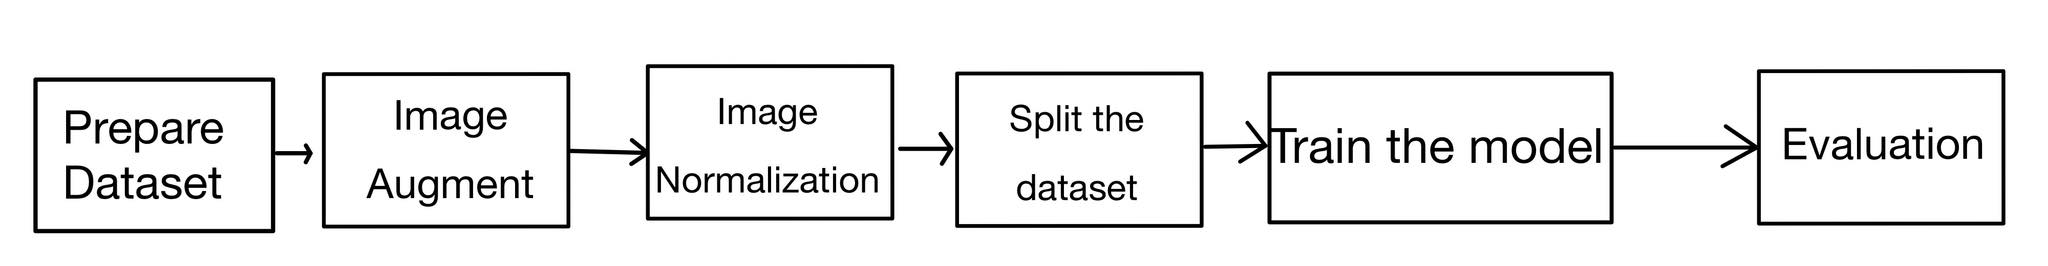 Prepare
Dataset
Image
Augment
Image
Normalization
Split the
dataset
Train the model
Evaluation